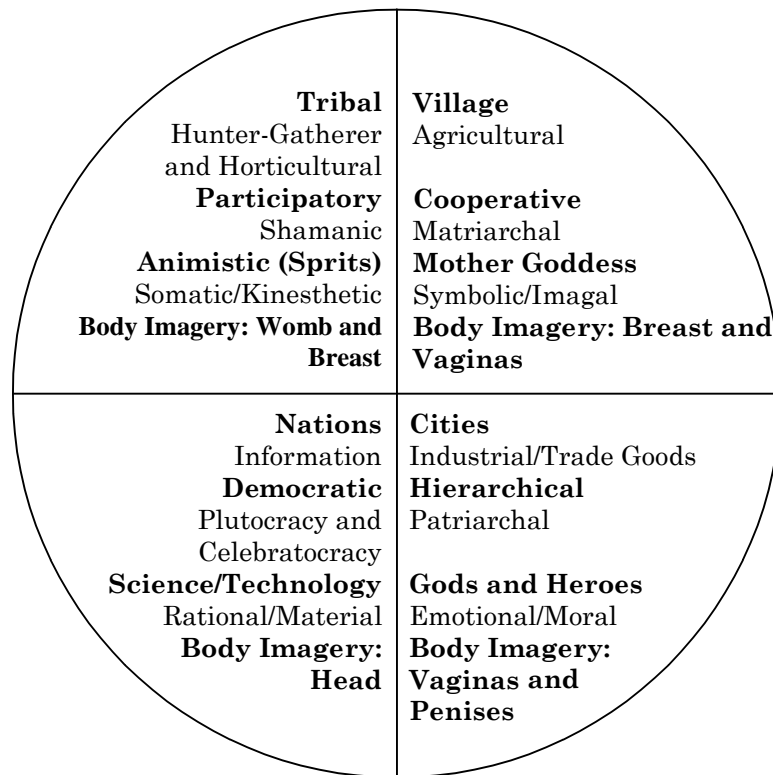 Tribal
Hunter-Gatherer
and Horticultural
Participatory
Shamanic
Animistic (Sprits)
Somatic/Kinesthetic
Body Imagery: Womb and
Breast
Village
Agricultural
Cooperative
Matriarchal
Mother Goddess
Symbolic/Imagal
Body Imagery: Breast and
Vaginas
Nations
Information
Democratic
Plutocracy and
Celebratocracy
Science/Technology
Rational/Material
Body Imagery:
Head
Cities
Industrial/Trade Goods
Hierarchical
Patriarchal
Gods and Heroes
Emotional/Moral
Body Imagery:
Vaginas and
Penises